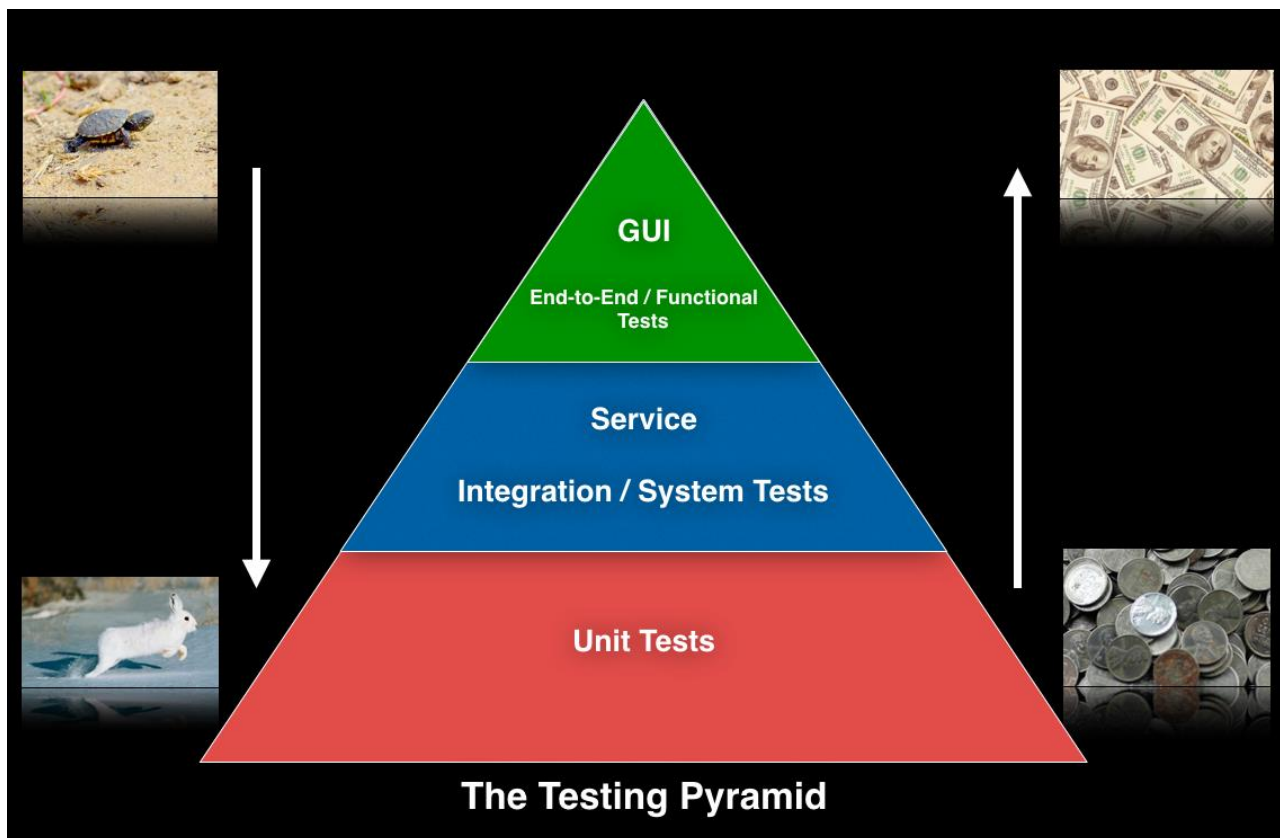 GUI
End-to-End / Functional
Tests
Service
Integration / System Tests
Unit Tests
The Testing Pyramid